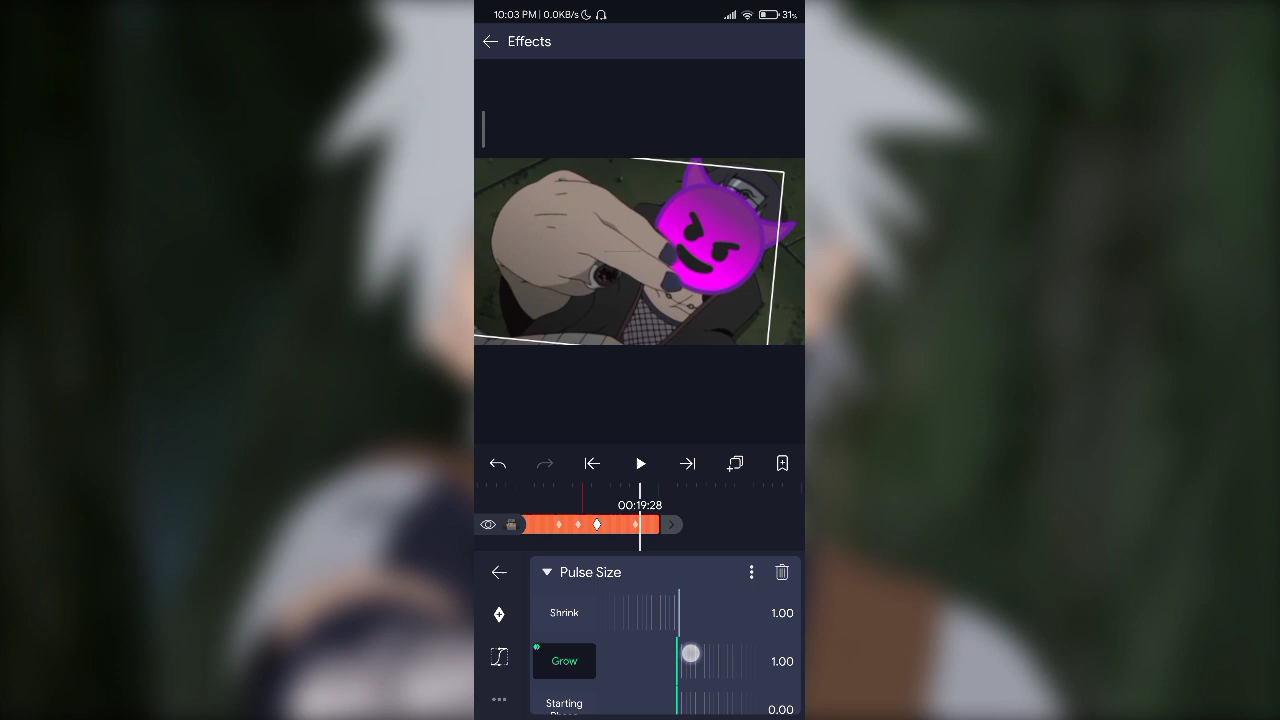 10:03 PM | 0.0KB/s
31%
Effects
00:19:28
Pulse Size
Shrink
1.00
Grow
1.00
Starting
0.00